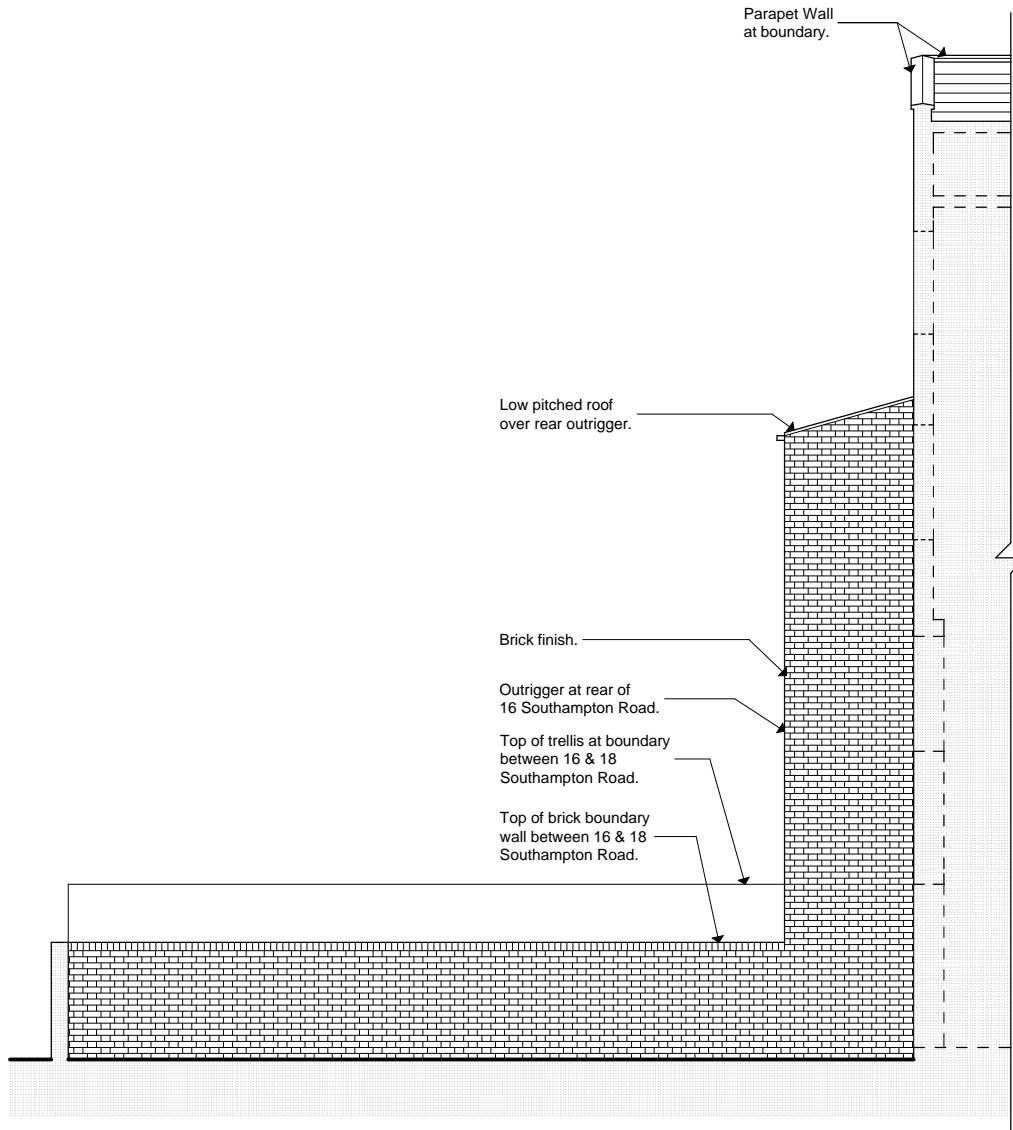 Parapet Wall
at boundary.
Low pitched roof
over rear outrigger.
Brick finish.
Outrigger at rear of
16 Southampton Road.
Top of trellis at boundary
between 16 & 18
Southampton Road.
Top of brick boundary
wall between 16 & 18
Southampton Road.